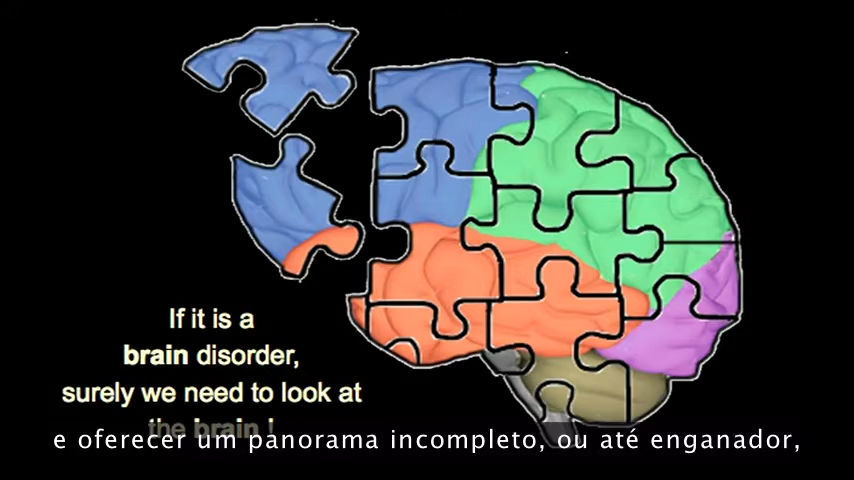 If it is a
brain disorder,
surely we need to look at
the brain !
e oferecer um panorama incompleto, ou até enganador,